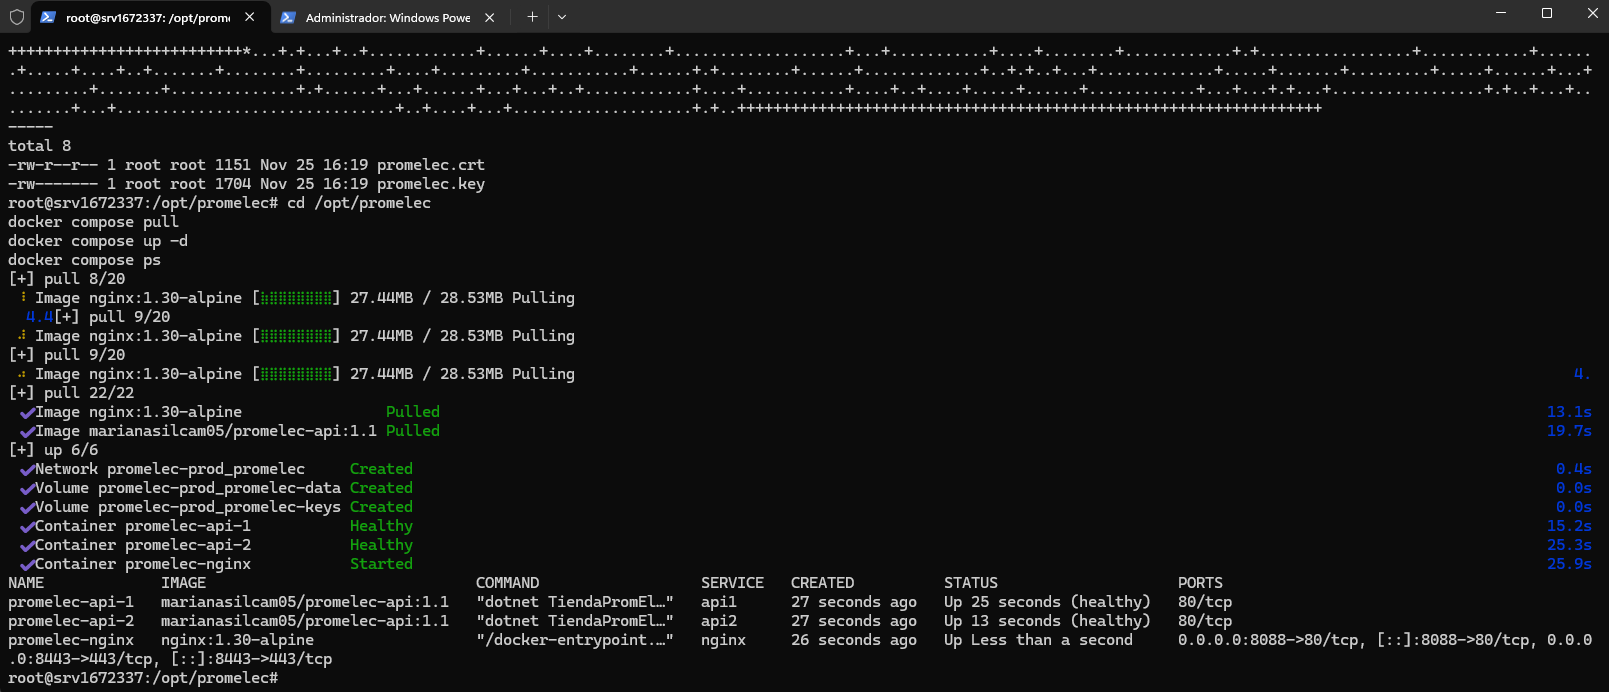 root@srv1672337: /opt/prome
Administrador: Windows Powe
-----
total 8
-rw-r--r-- 1 root root 1151 Nov 25 16:19 promelec.crt
-rw------- 1 root root 1704 Nov 25 16:19 promelec.key
root@srv1672337:/opt/promelec# cd /opt/promelec
docker compose pull
docker compose up -d
docker compose ps
[+] pull 8/20
Image nginx:1.30-alpine [⣿⣿⣿⣿⣿⣿⣿⣿] 27.44MB / 28.53MB Pulling
4.4[+] pull 9/20
Image nginx:1.30-alpine [⣿⣿⣿⣿⣿⣿⣿⣿] 27.44MB / 28.53MB Pulling
[+] pull 9/20
Image nginx:1.30-alpine [⣿⣿⣿⣿⣿⣿⣿⣿] 27.44MB / 28.53MB Pulling 4.
[+] pull 22/22
✔Image nginx:1.30-alpine Pulled 13.1s
✔Image marianasilcam05/promelec-api:1.1 Pulled 19.7s
[+] up 6/6
✔Network promelec-prod_promelec Created 0.4s
✔Volume promelec-prod_promelec-data Created 0.0s
✔Volume promelec-prod_promelec-keys Created 0.0s
✔Container promelec-api-1 Healthy 15.2s
✔Container promelec-api-2 Healthy 25.3s
✔Container promelec-nginx Started 25.9s
NAME IMAGE COMMAND SERVICE CREATED STATUS PORTS
promelec-api-1 marianasilcam05/promelec-api:1.1 "dotnet TiendaPromEl…" api1 27 seconds ago Up 25 seconds (healthy) 80/tcp
promelec-api-2 marianasilcam05/promelec-api:1.1 "dotnet TiendaPromEl…" api2 27 seconds ago Up 13 seconds (healthy) 80/tcp
promelec-nginx nginx:1.30-alpine "/docker-entrypoint.…" nginx 26 seconds ago Up Less than a second 0.0.0.0:8088->80/tcp, [::]:8088->80/tcp, 0.0.0
.0:8443->443/tcp, [::]:8443->443/tcp
root@srv1672337:/opt/promelec#